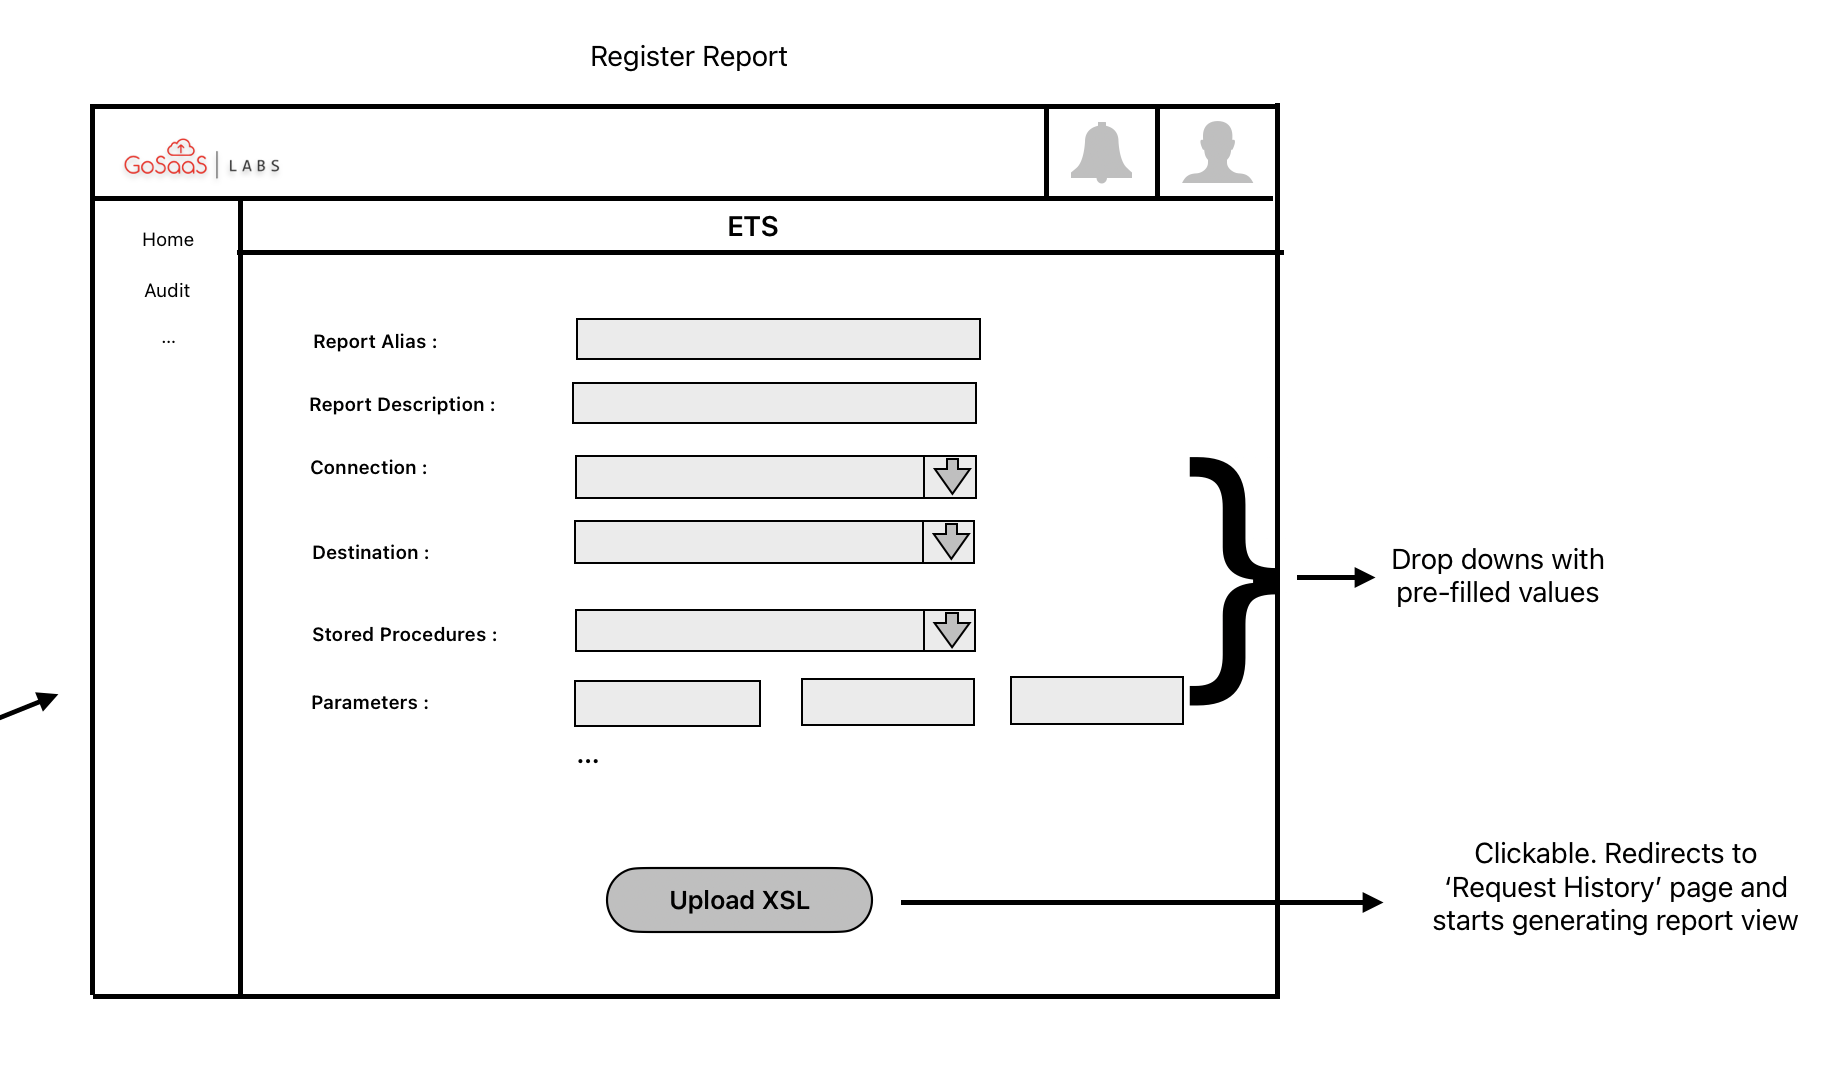 Register Report
GoSaaS | LABS
ETS
Home
Audit
...
Report Alias :
Report Description :
Connection :
Destination :
Stored Procedures :
Parameters :
...
Upload XSL
Drop downs with
pre-filled values
Clickable. Redirects to
‘Request History’ page and
starts generating report view